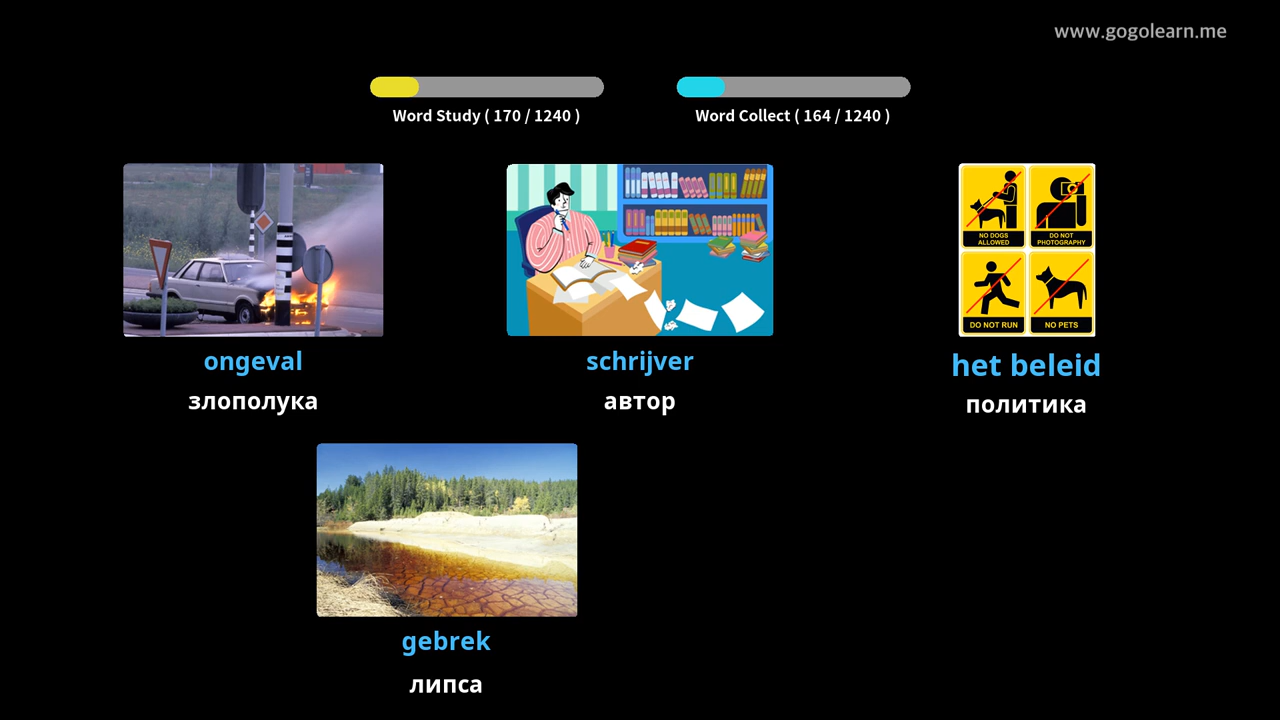 www.gogolearn.me
Word Study ( 170 / 1240 )
Word Collect ( 164 / 1240 )
NO DOGS
ALLOWED
DO NOT
PHOTOGRAPHY
DO NOT RUN
NO PETS
ongeval
schrijver
het beleid
злополука
автор
политика
gebrek
липса